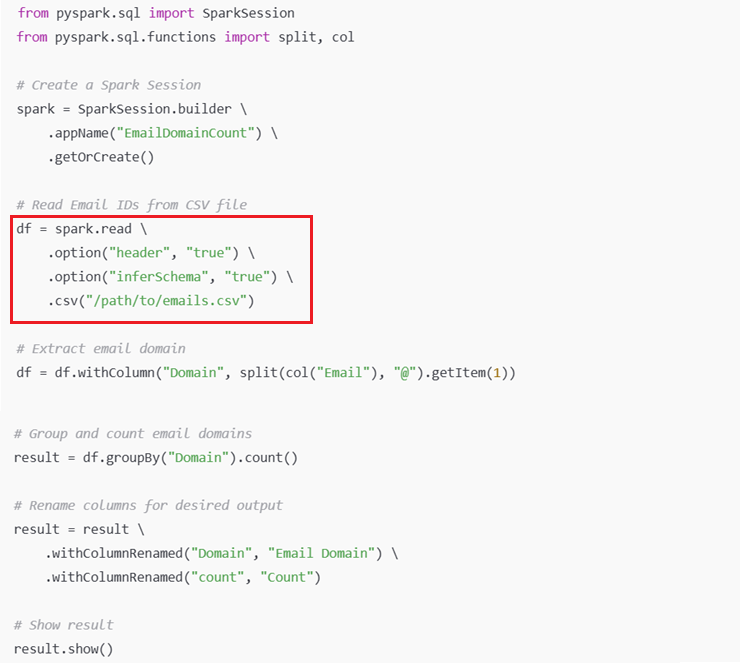 from pyspark.sql import SparkSession
from pyspark.sql.functions import split, col
# Create a Spark Session
spark = SparkSession.builder \
.appName("EmailDomainCount") \
.getOrCreate()
# Read Email IDs from CSV file
df = spark.read \
.option("header", "true") \
.option("inferSchema", "true") \
.csv("/path/to/emails.csv")
# Extract email domain
df = df.withColumn("Domain", split(col("Email"), "@").getItem(1))
# Group and count email domains
result = df.groupBy("Domain").count()
# Rename columns for desired output
result = result \
.withColumnRenamed("Domain", "Email Domain") \
.withColumnRenamed("count", "Count")
# Show result
result.show()